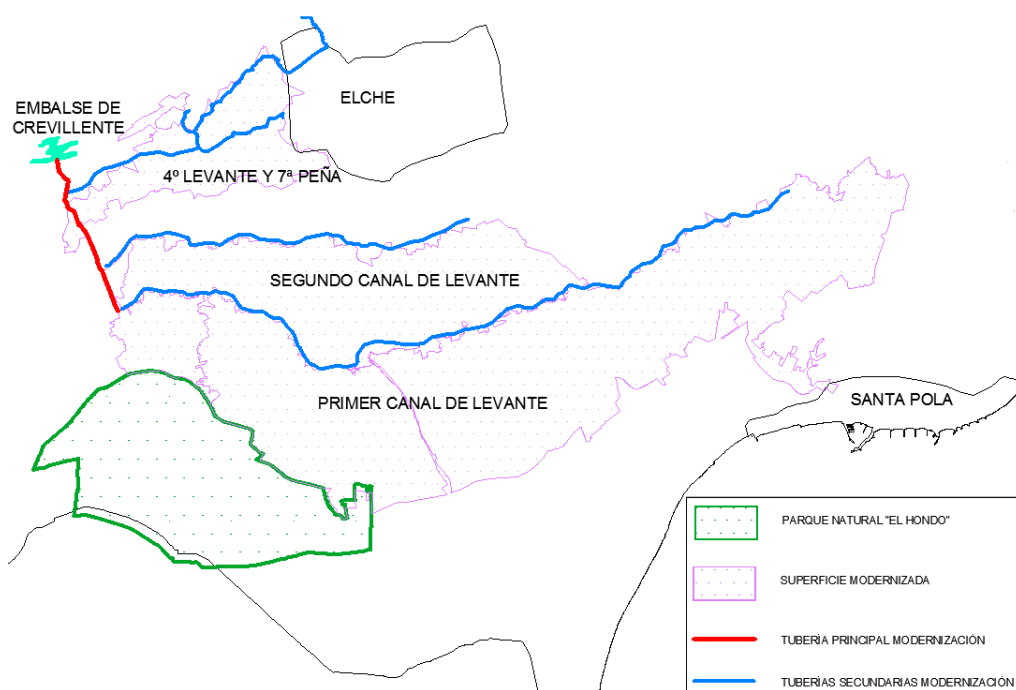 ELCHE
EMBALSE DE
CREVILLENTE
4º LEVANTE Y 7ª PEÑA
SEGUNDO CANAL DE LEVANTE
PRIMER CANAL DE LEVANTE
SANTA POLA
PARQUE NATURAL "EL HONDO"
SUPERFICIE MODERNIZADA
TUBERÍA PRINCIPAL MODERNIZACIÓN
TUBERÍAS SECUNDARIAS MODERNIZACIÓN